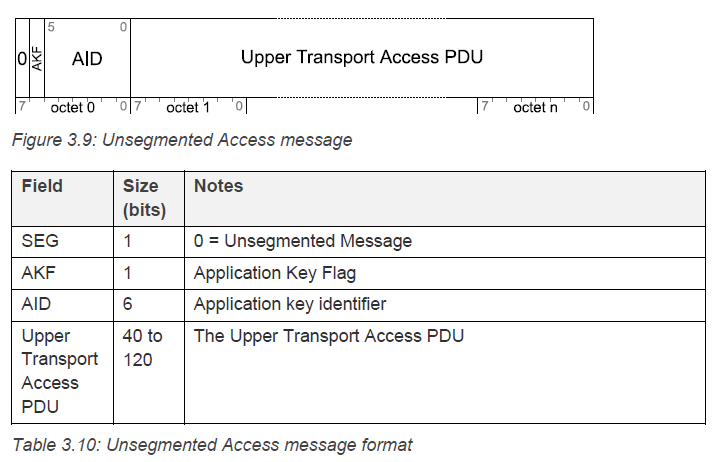 5 0
0 AKF AID Upper Transport Access PDU
7 octet 0 0 7 octet 1 0 7 octet n 0
Figure 3.9: Unsegmented Access message
Field Size (bits) Notes
SEG 1 0 = Unsegmented Message
AKF 1 Application Key Flag
AID 6 Application key identifier
Upper 40 to The Upper Transport Access PDU
Transport 120
Access
PDU
Table 3.10: Unsegmented Access message format